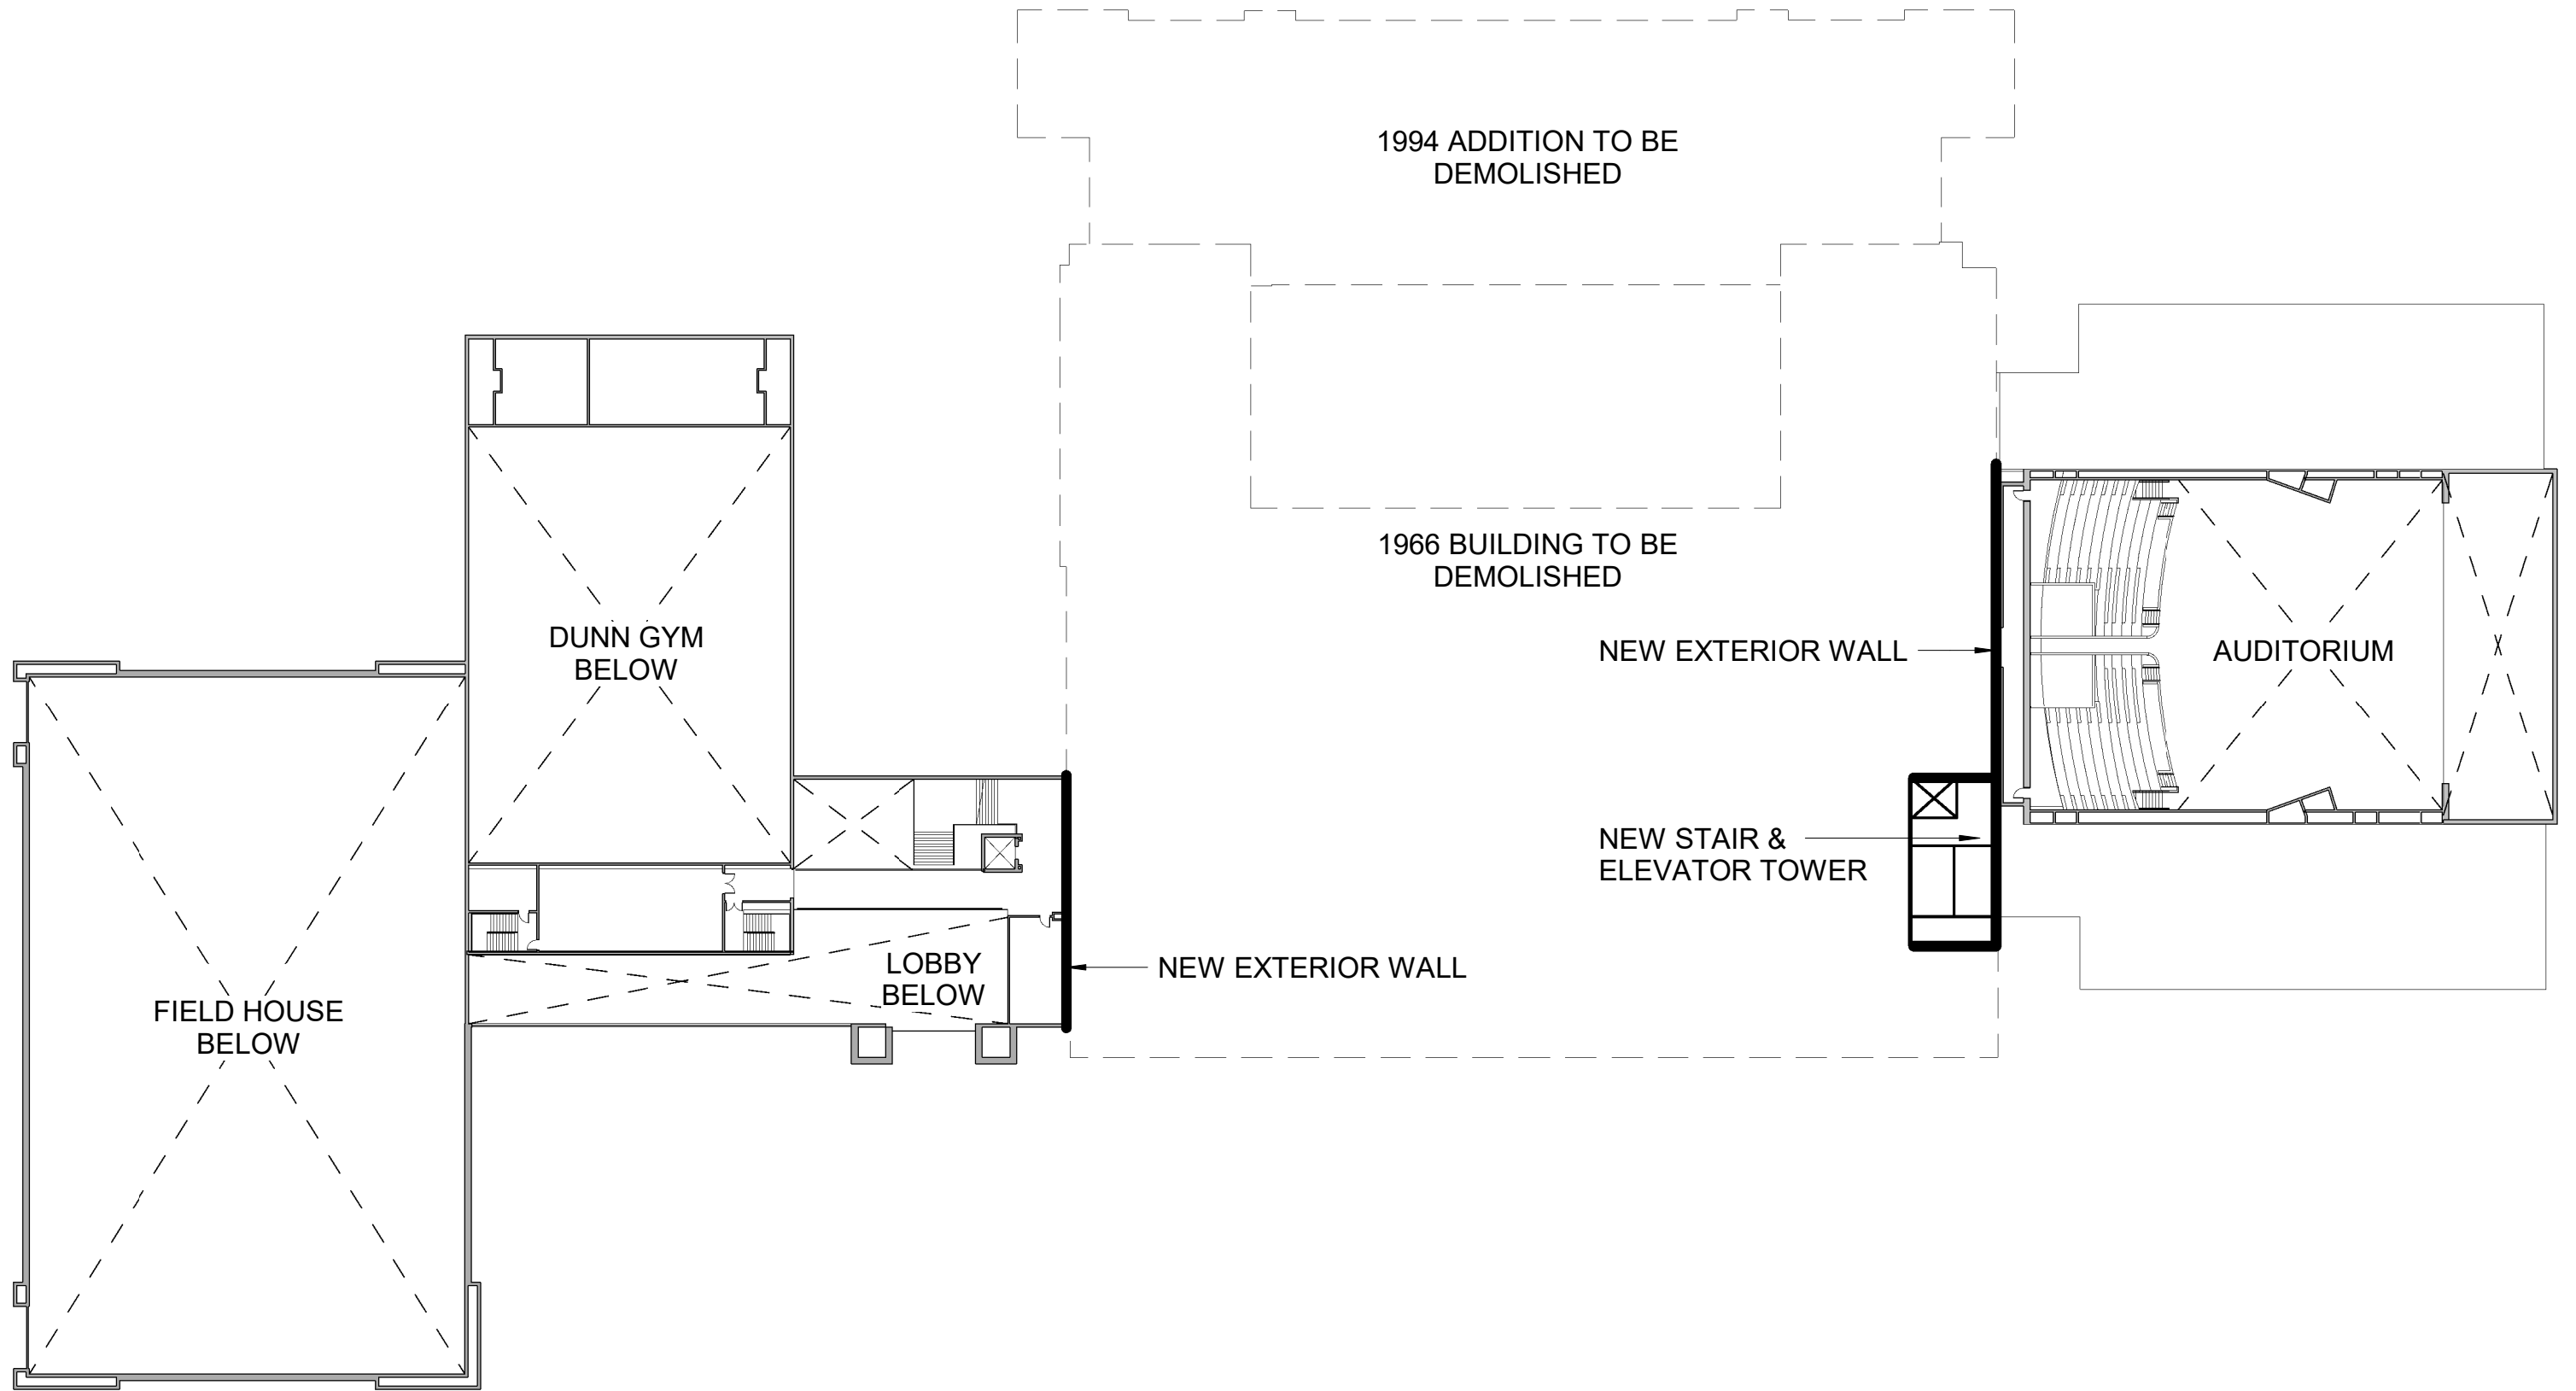 1994 ADDITION TO BE
DEMOLISHED
1966 BUILDING TO BE
DEMOLISHED
DUNN GYM
BELOW
NEW EXTERIOR WALL
AUDITORIUM
NEW STAIR &
ELEVATOR TOWER
LOBBY
BELOW
NEW EXTERIOR WALL
FIELD HOUSE
BELOW